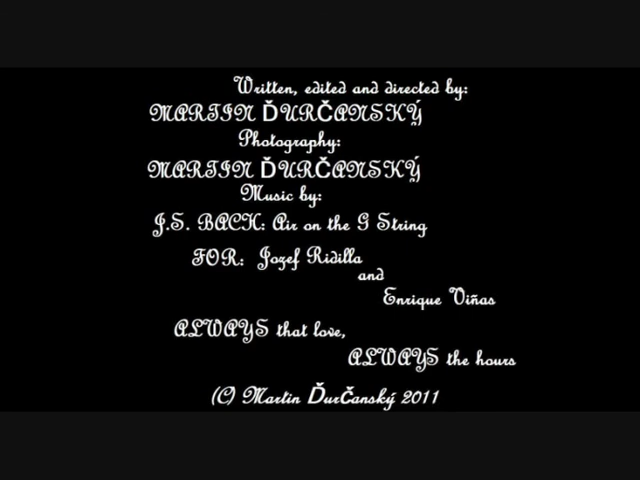 Written, edited and directed by:
MARTIN ĎURČANSKÝ
Photography:
MARTIN ĎURČANSKÝ
Music by:
J.S. BACH: Air on the G String
FOR: Jozef Ridilla
and
Enrique Viñas
ALWAYS that love,
ALWAYS the hours
(C) Martin ĎurČanský 2011